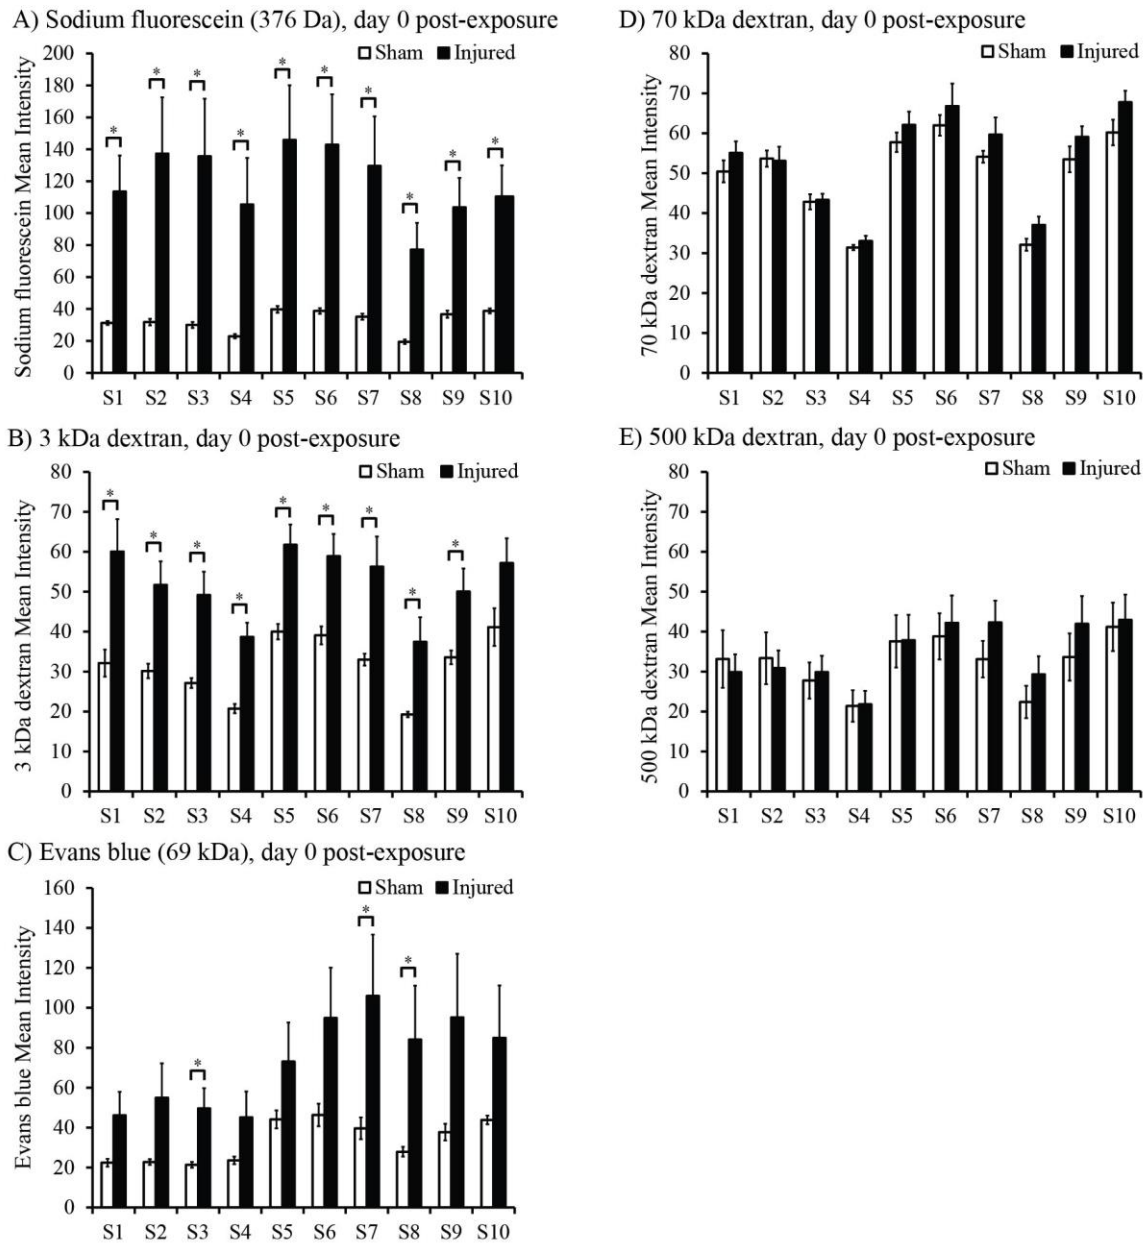 A) Sodium fluorescein (376 Da), day 0 post-exposure
Sham Injured
Sodium fluorescein Mean Intensity
200
180
160
140
120
100
80
60
40
20
0
* * * * * * * * * *
S1 S2 S3 S4 S5 S6 S7 S8 S9 S10
B) 3 kDa dextran, day 0 post-exposure
Sham Injured
3 kDa dextran Mean Intensity
80
70
60
50
40
30
20
10
0
* * * * * * * * *
S1 S2 S3 S4 S5 S6 S7 S8 S9 S10
C) Evans blue (69 kDa), day 0 post-exposure
Sham Injured
Evans blue Mean Intensity
160
140
120
100
80
60
40
20
0
* * *
S1 S2 S3 S4 S5 S6 S7 S8 S9 S10
D) 70 kDa dextran, day 0 post-exposure
Sham Injured
70 kDa dextran Mean Intensity
80
70
60
50
40
30
20
10
0
S1 S2 S3 S4 S5 S6 S7 S8 S9 S10
E) 500 kDa dextran, day 0 post-exposure
Sham Injured
500 kDa dextran Mean Intensity
80
70
60
50
40
30
20
10
0
S1 S2 S3 S4 S5 S6 S7 S8 S9 S10